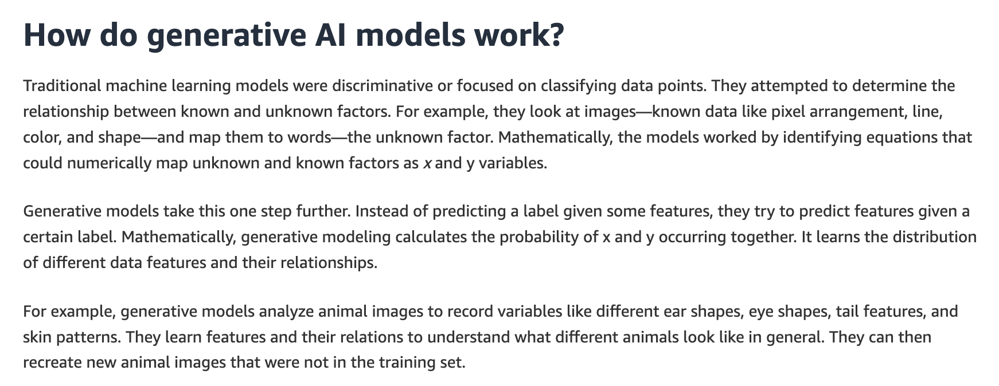 How do generative AI models work?
Traditional machine learning models were discriminative or focused on classifying data points. They attempted to determine the
relationship between known and unknown factors. For example, they look at images—known data like pixel arrangement, line,
color, and shape—and map them to words—the unknown factor. Mathematically, the models worked by identifying equations that
could numerically map unknown and known factors as x and y variables.
Generative models take this one step further. Instead of predicting a label given some features, they try to predict features given a
certain label. Mathematically, generative modeling calculates the probability of x and y occurring together. It learns the distribution
of different data features and their relationships.
For example, generative models analyze animal images to record variables like different ear shapes, eye shapes, tail features, and
skin patterns. They learn features and their relations to understand what different animals look like in general. They can then
recreate new animal images that were not in the training set.